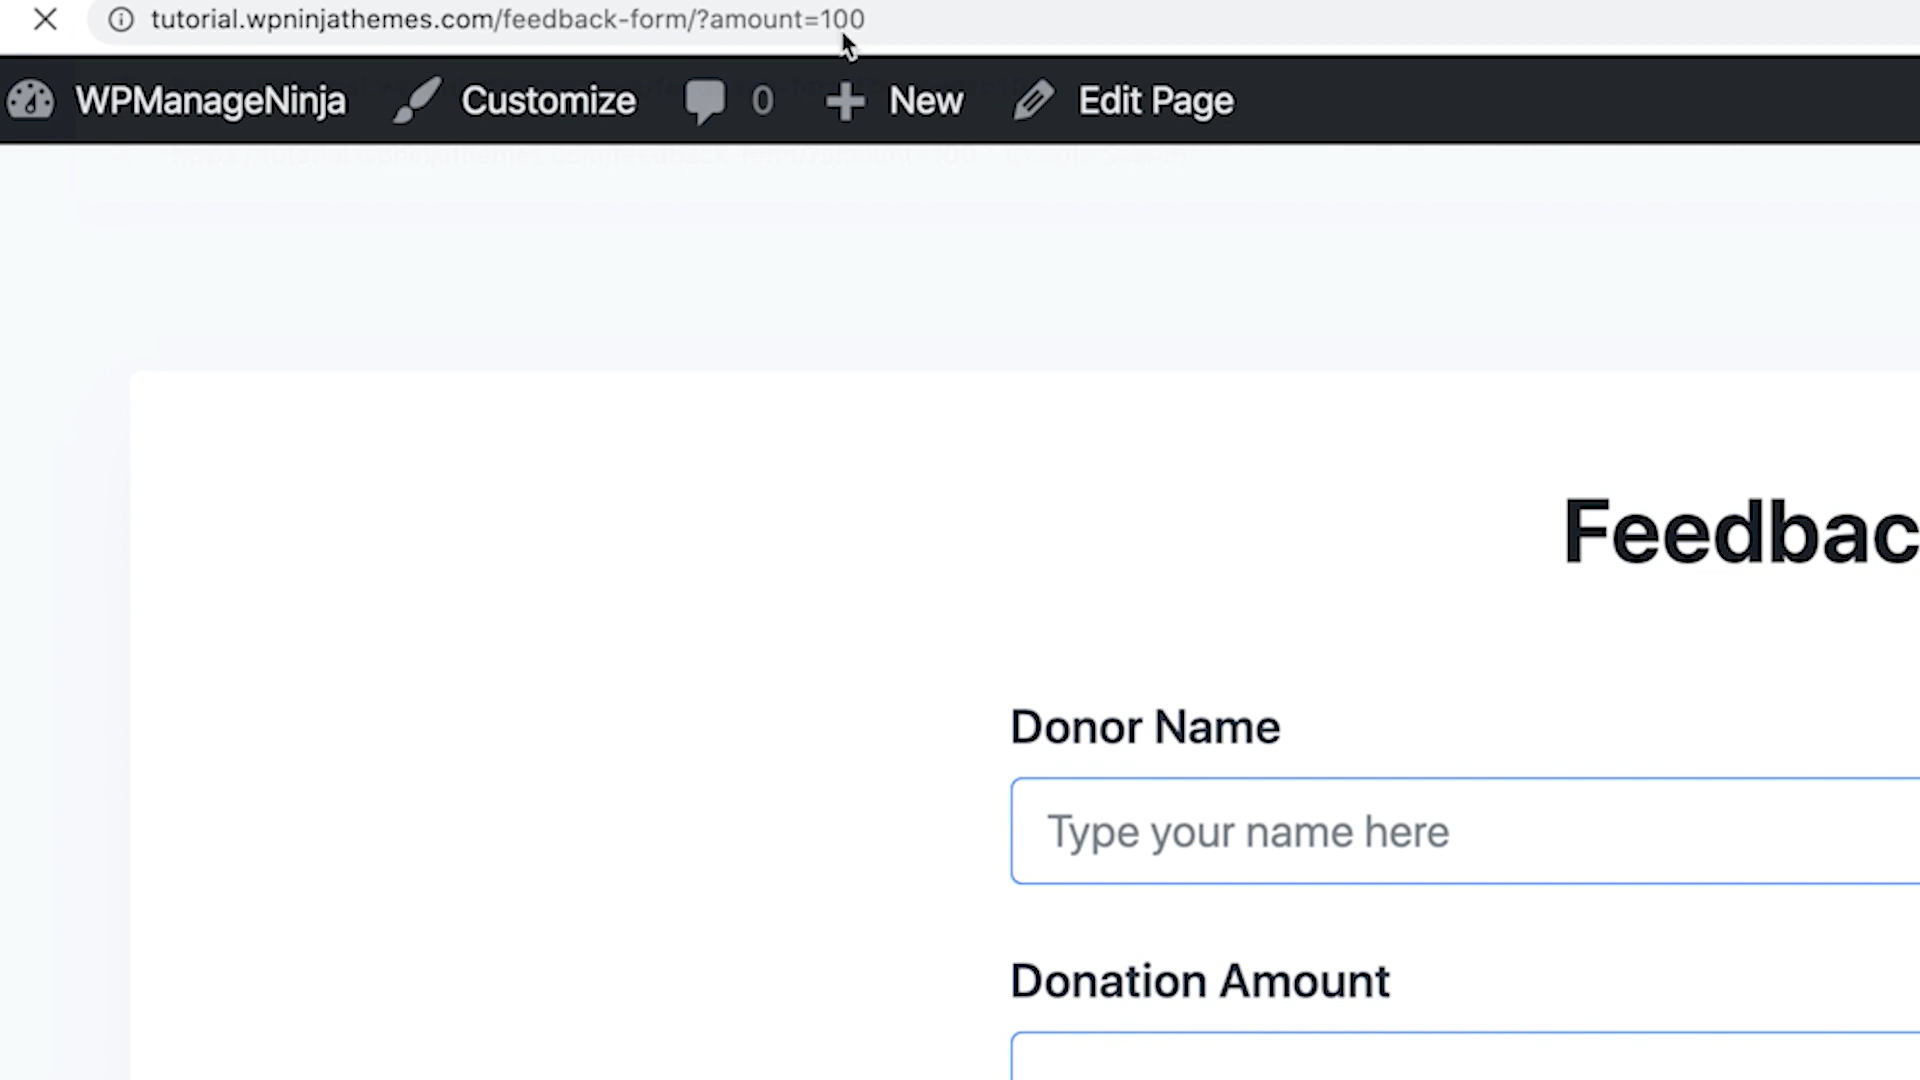 tutorial.wpninjathemes.com/feedback-form/?amount=100
WPManageNinja Customize 0 New Edit Page
Feedbac
Donor Name
Type your name here
Donation Amount